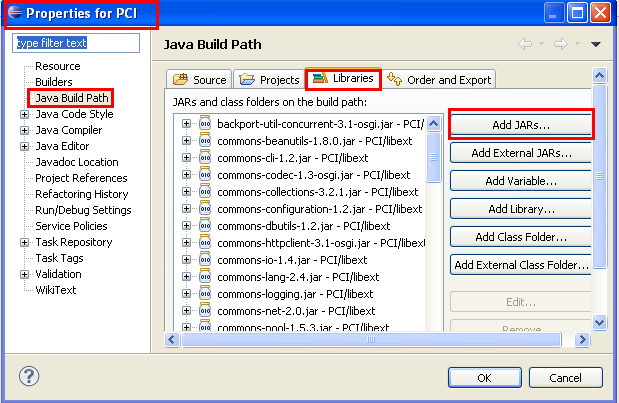 Properties for PCI
type filter text
Resource
Builders
Java Build Path
Java Code Style
Java Compiler
Java Editor
Javadoc Location
Project References
Refactoring History
Run/Debug Settings
Service Policies
Task Repository
Task Tags
Validation
WikiText
Java Build Path
Source
Projects
Libraries
Order and Export
JARs and class folders on the build path:
backport-util-concurrent-3.1-osgi.jar - PCI/
commons-beanutils-1.8.0.jar - PCI/libext
commons-cli-1.2.jar - PCI/libext
commons-codec-1.3-osgi.jar - PCI/libext
commons-collections-3.2.1.jar - PCI/libext
commons-configuration-1.2.jar - PCI/libext
commons-dbutils-1.2.jar - PCI/libext
commons-httpclient-3.1-osgi.jar - PCI/libext
commons-io-1.4.jar - PCI/libext
commons-lang-2.4.jar - PCI/libext
commons-logging.jar - PCI/libext
commons-net-2.0.jar - PCI/libext
commons-pool-1.5.3.jar - PCI/libext
Add JARs...
Add External JARs...
Add Variable...
Add Library...
Add Class Folder...
Add External Class Folder...
Edit...
Remove
OK
Cancel